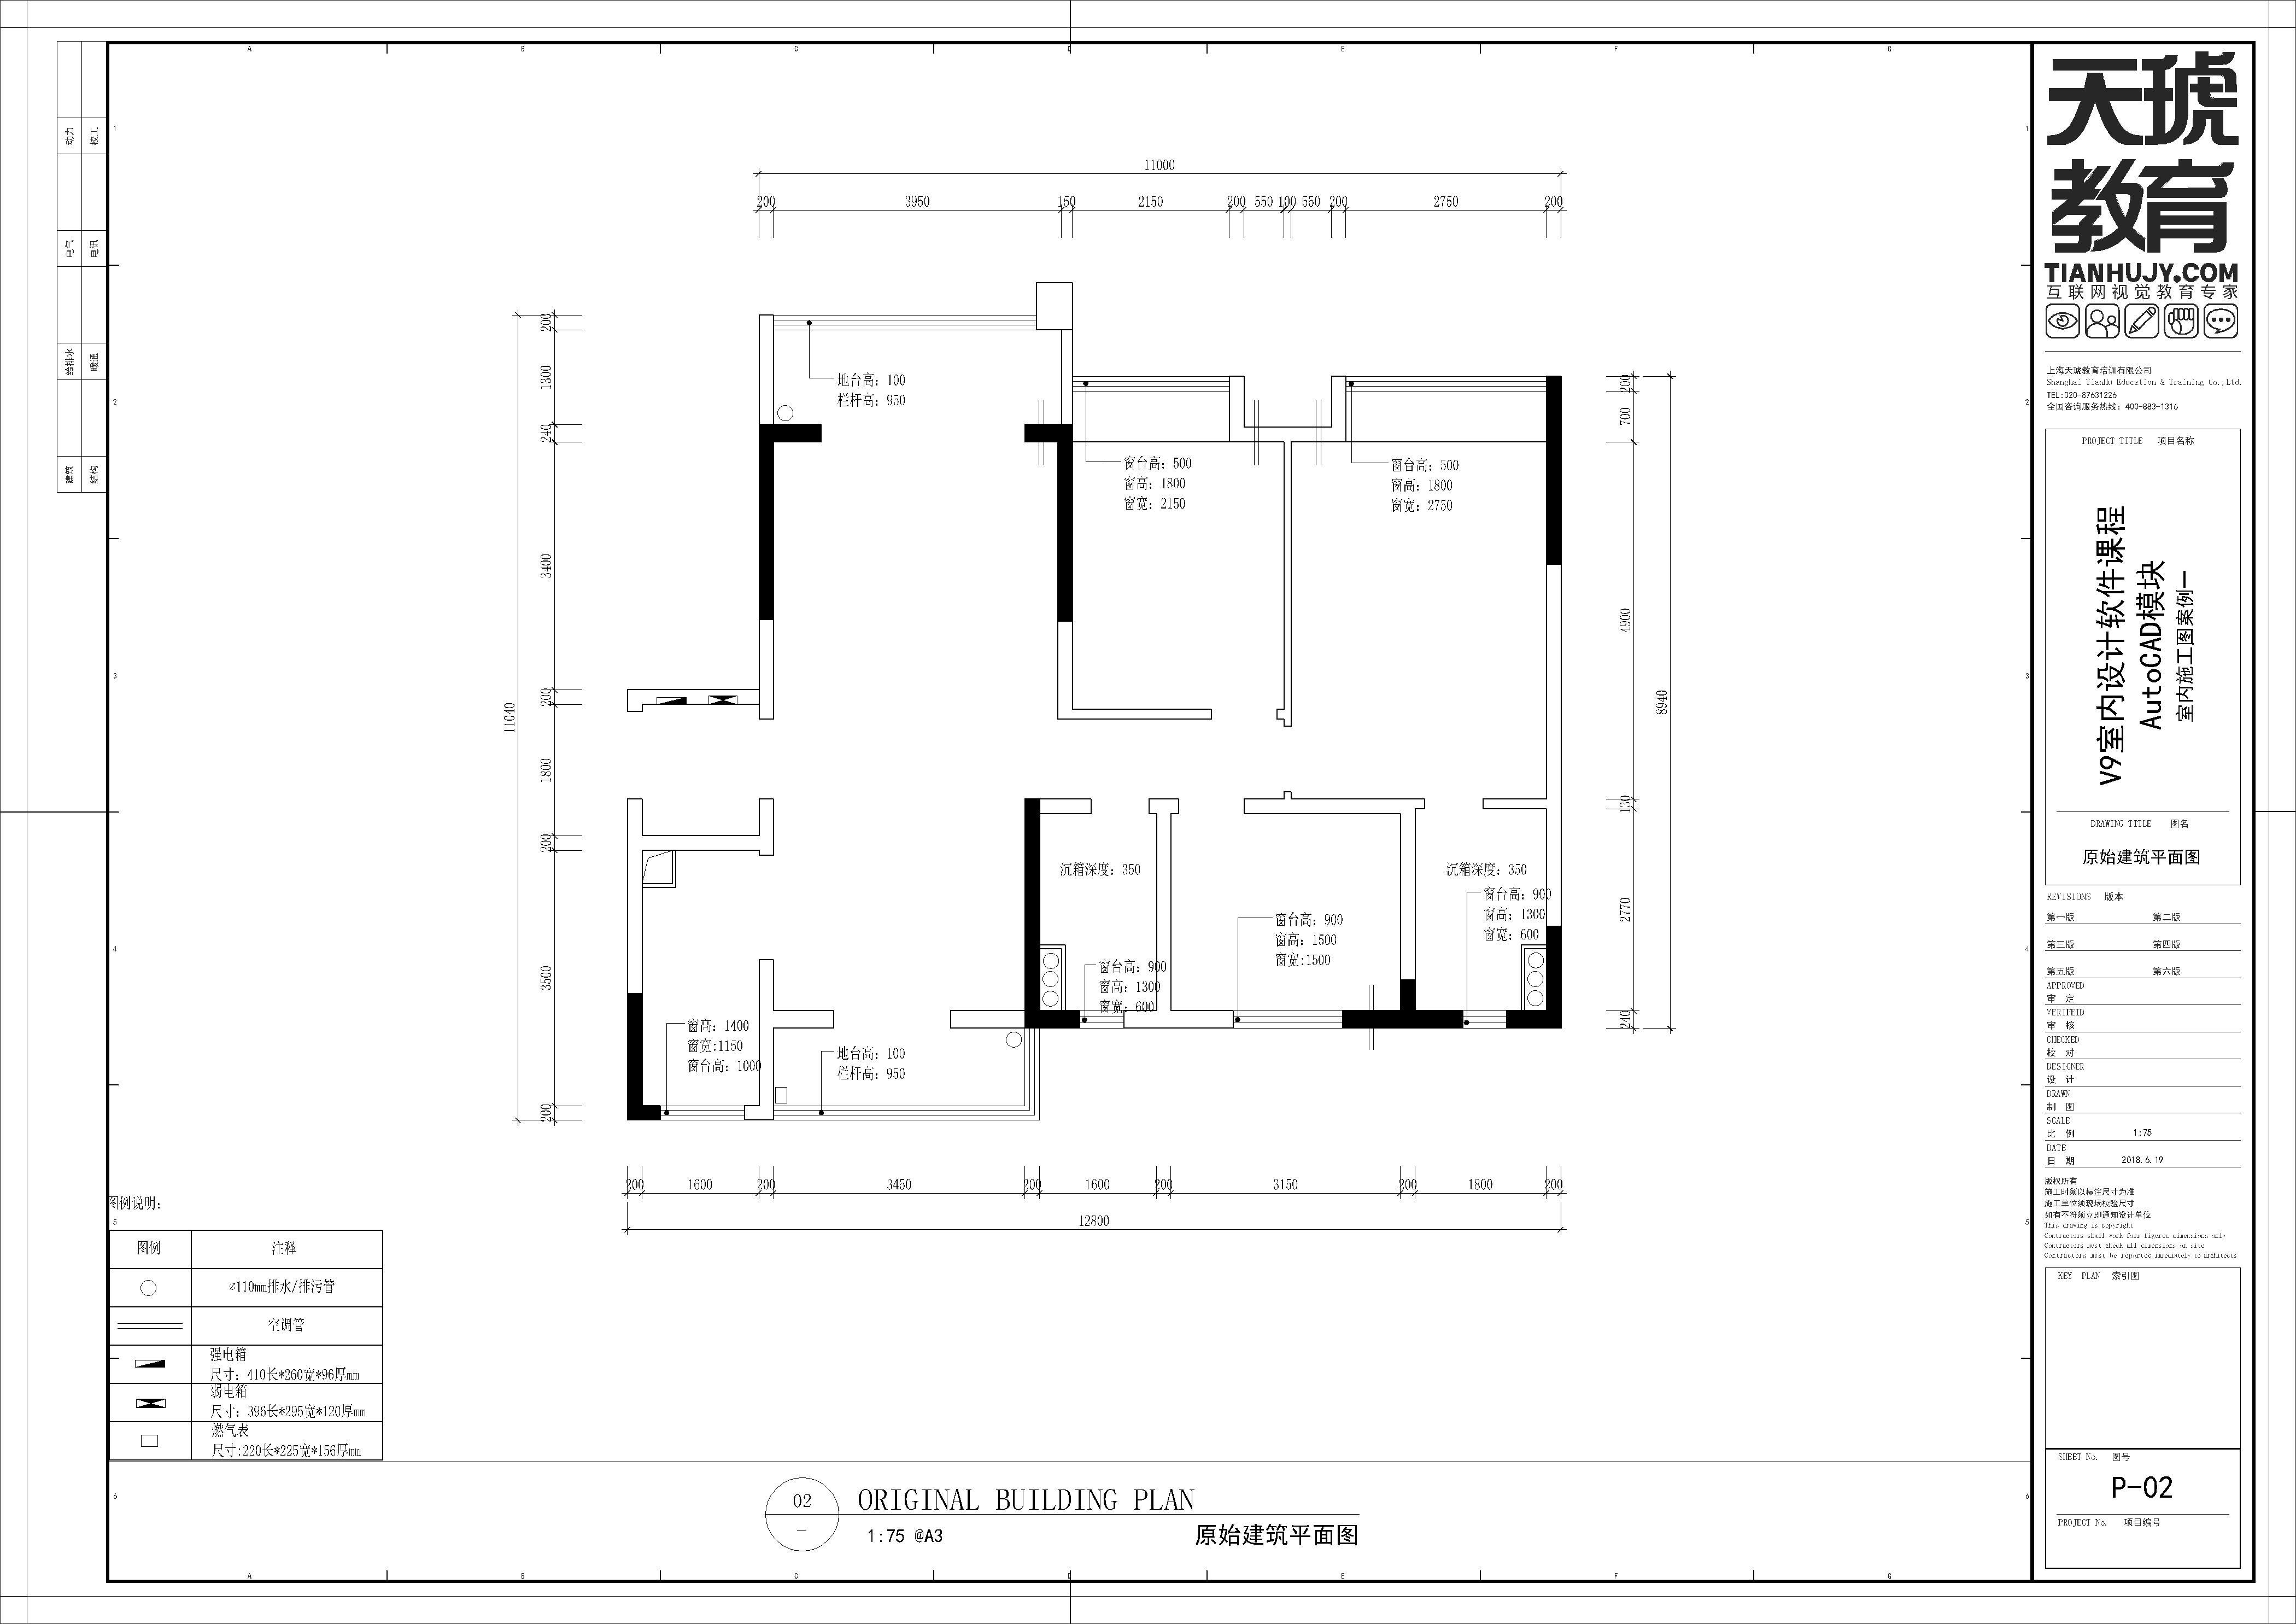 A B C D E F G
1 2 3 4 5 6
动力 校工
电气 电讯
给排水 暖通
建筑 结构
11000
200 3950 150 2150 200 550 100 550 200 2750 200
11040
200
1300
240
3400
200
1800
200
3500
200
200
700
4900
130
2770
240
8940
地台高：100
栏杆高：950
窗台高：500
窗高：1800
窗宽：2150
窗台高：500
窗高：1800
窗宽：2750
沉箱深度：350
沉箱深度：350
窗台高：900
窗高：1300
窗宽：600
窗台高：900
窗高：1500
窗宽:1500
窗台高：900
窗高：1300
窗宽：600
窗高：1400
窗宽:1150
窗台高：1000
地台高：100
栏杆高：950
200 1600 200 3450 200 1600 200 3150 200 1800 200
12800
图例说明：
图例 注释
∅110mm排水/排污管
空调管
强电箱
尺寸：410长*260宽*96厚mm
弱电箱
尺寸：396长*295宽*120厚mm
燃气表
尺寸:220长*225宽*156厚mm
02
—
ORIGINAL BUILDING PLAN
1:75 @A3
原始建筑平面图
A B C D E F G
天琥
教育
TIANHUJY.COM
互联网视觉教育专家
上海天琥教育培训有限公司
Shanghai TianHu Education & Training Co.,Ltd.
TEL:020-87631226
全国咨询服务热线：400-883-1316
PROJECT TITLE 项目名称
V9室内设计软件课程
AutoCAD模块
室内施工图案例一
DRAWING TITLE 图名
原始建筑平面图
REVISIONS 版本
第一版 第二版
第三版 第四版
第五版 第六版
APPROVED
审 定
VERIFEID
审 核
CHECKED
校 对
DESIGNER
设 计
DRAWN
制 图
SCALE
比 例 1:75
DATE
日 期 2018.6.19
版权所有
施工时须以标注尺寸为准
施工单位须现场校验尺寸
如有不符须立即通知设计单位
This drawing is copyright
Contructors shall work form figered dimensions only
Contructors must check all dimensions on site
Contructors must be reported immediately to architects
KEY PLAN 索引图
SHEET No. 图号
P-02
PROJECT No. 项目编号